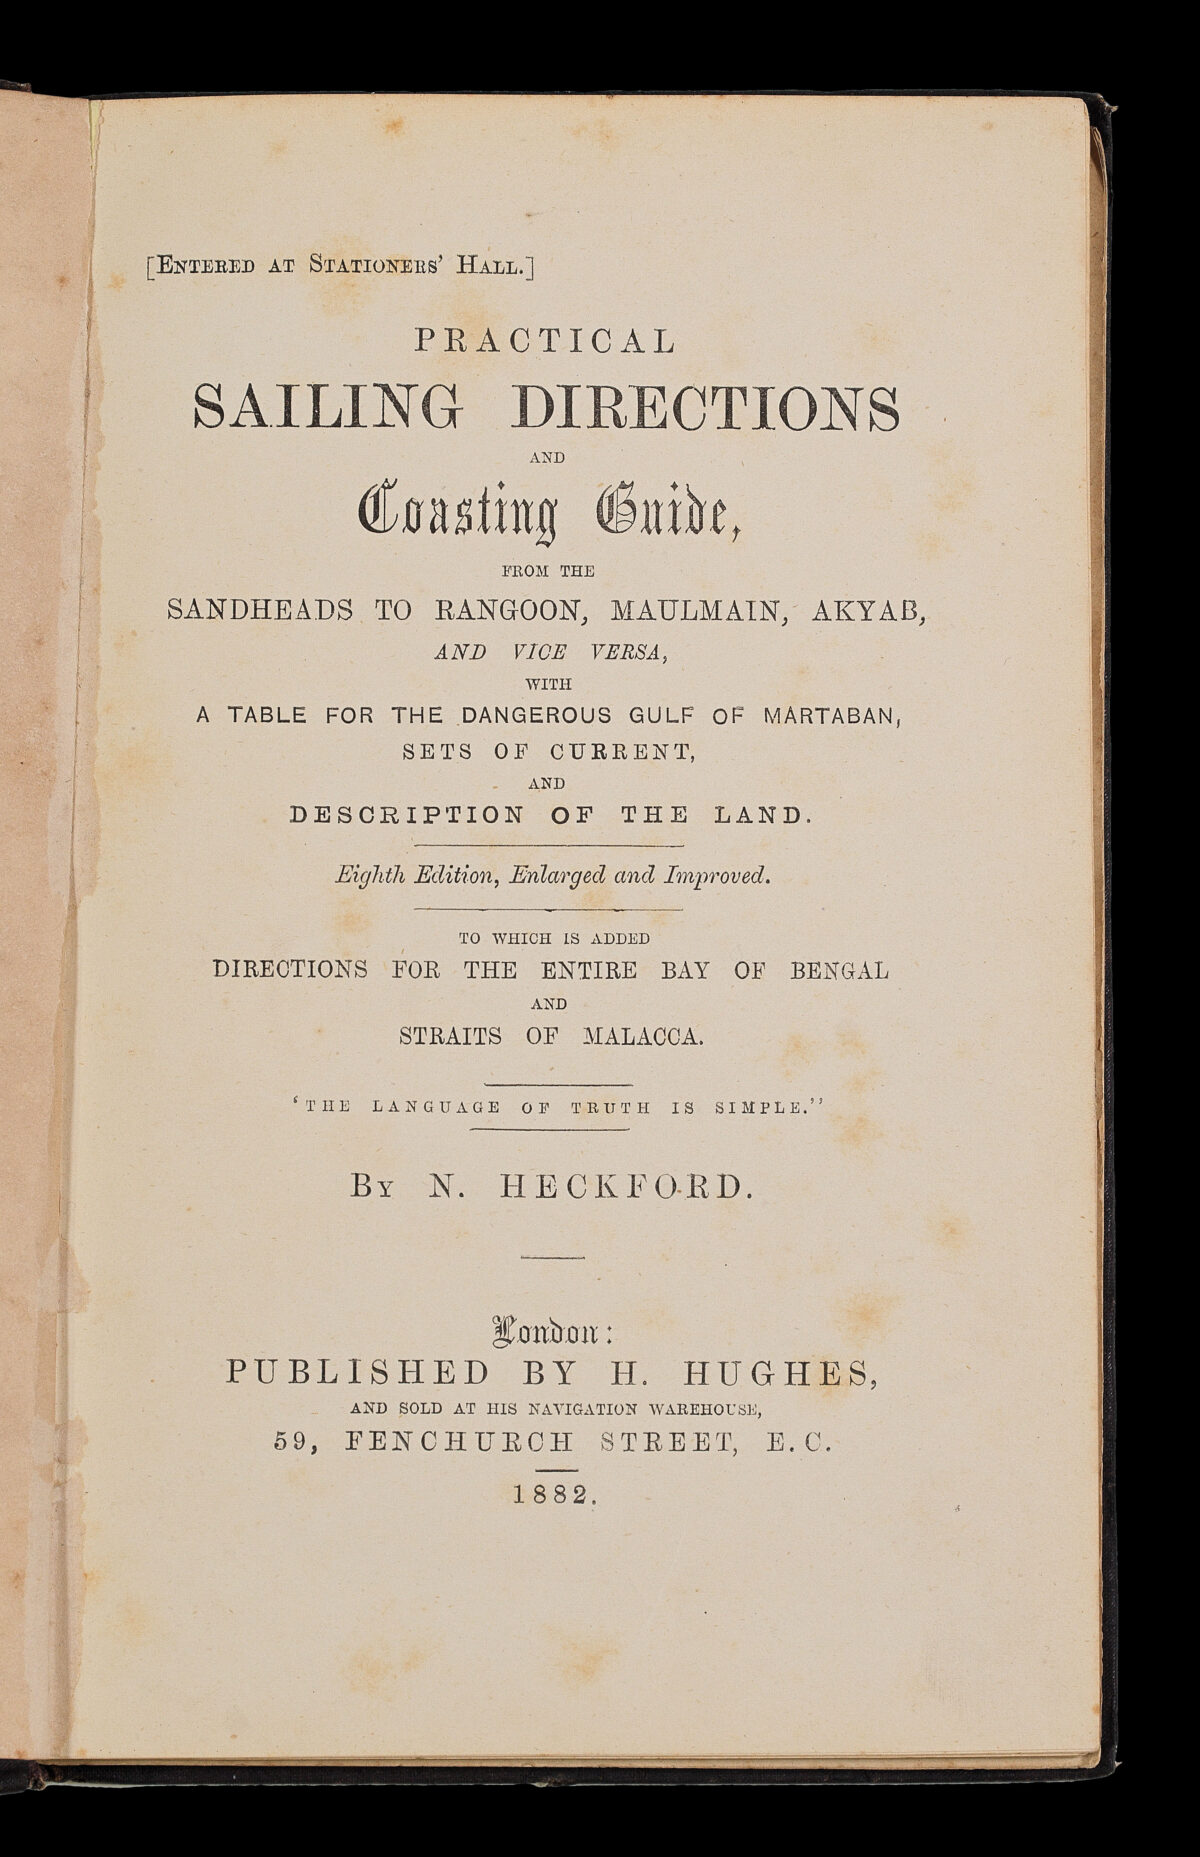 [Entered at Stationers' Hall.]
PRACTICAL
SAILING DIRECTIONS
AND
Coasting Guide,
FROM THE
SANDHEADS TO RANGOON, MAULMAIN, AKYAB,
AND VICE VERSA,
WITH
A TABLE FOR THE DANGEROUS GULF OF MARTABAN,
SETS OF CURRENT,
AND
DESCRIPTION OF THE LAND.
Eighth Edition, Enlarged and Improved.
TO WHICH IS ADDED
DIRECTIONS FOR THE ENTIRE BAY OF BENGAL
AND
STRAITS OF MALACCA.
‘THE LANGUAGE OF TRUTH IS SIMPLE.”
By N. HECKFORD.
London:
PUBLISHED BY H. HUGHES,
AND SOLD AT HIS NAVIGATION WAREHOUSE,
59, FENCHURCH STREET, E.C.
1882.